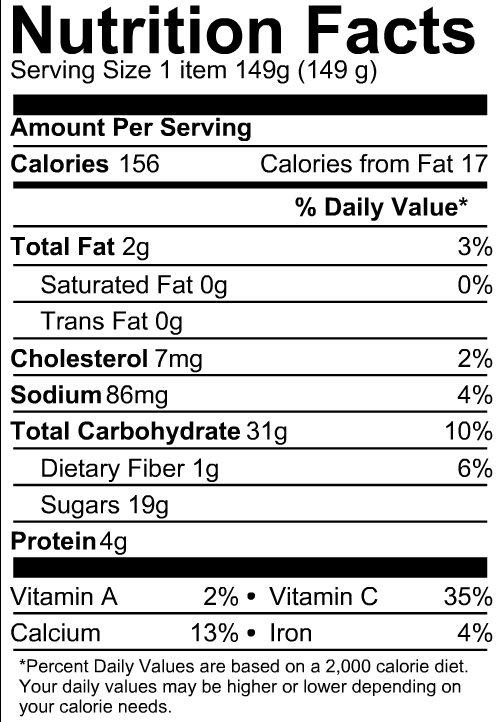 Nutrition Facts
Serving Size 1 item 149g (149 g)
Amount Per Serving
Calories 156 Calories from Fat 17
% Daily Value*
Total Fat 2g 3%
Saturated Fat 0g 0%
Trans Fat 0g
Cholesterol 7mg 2%
Sodium 86mg 4%
Total Carbohydrate 31g 10%
Dietary Fiber 1g 6%
Sugars 19g
Protein 4g
Vitamin A 2% • Vitamin C 35%
Calcium 13% • Iron 4%
*Percent Daily Values are based on a 2,000 calorie diet.
Your daily values may be higher or lower depending on
your calorie needs.